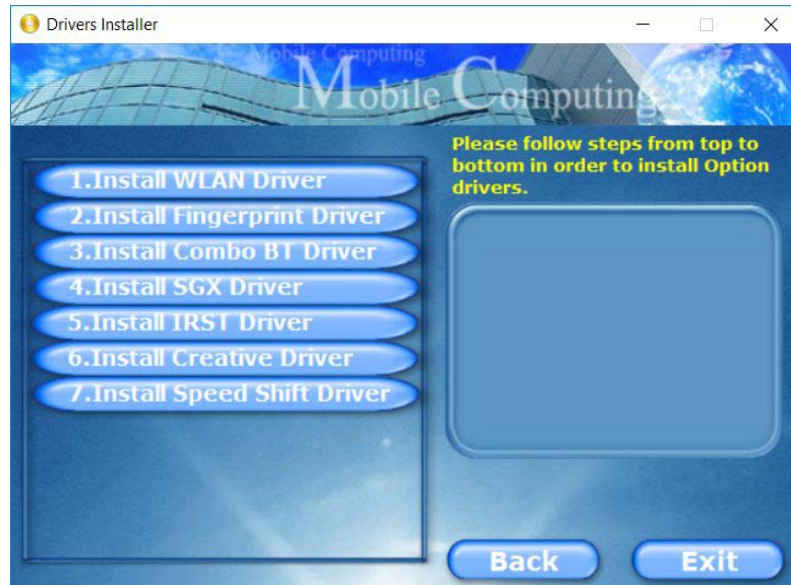 Drivers Installer
Mobile Computing
Mobile Computing
Please follow steps from top to
bottom in order to install Option
drivers.
1.Install WLAN Driver
2.Install Fingerprint Driver
3.Install Combo BT Driver
4.Install SGX Driver
5.Install IRST Driver
6.Install Creative Driver
7.Install Speed Shift Driver
Back
Exit